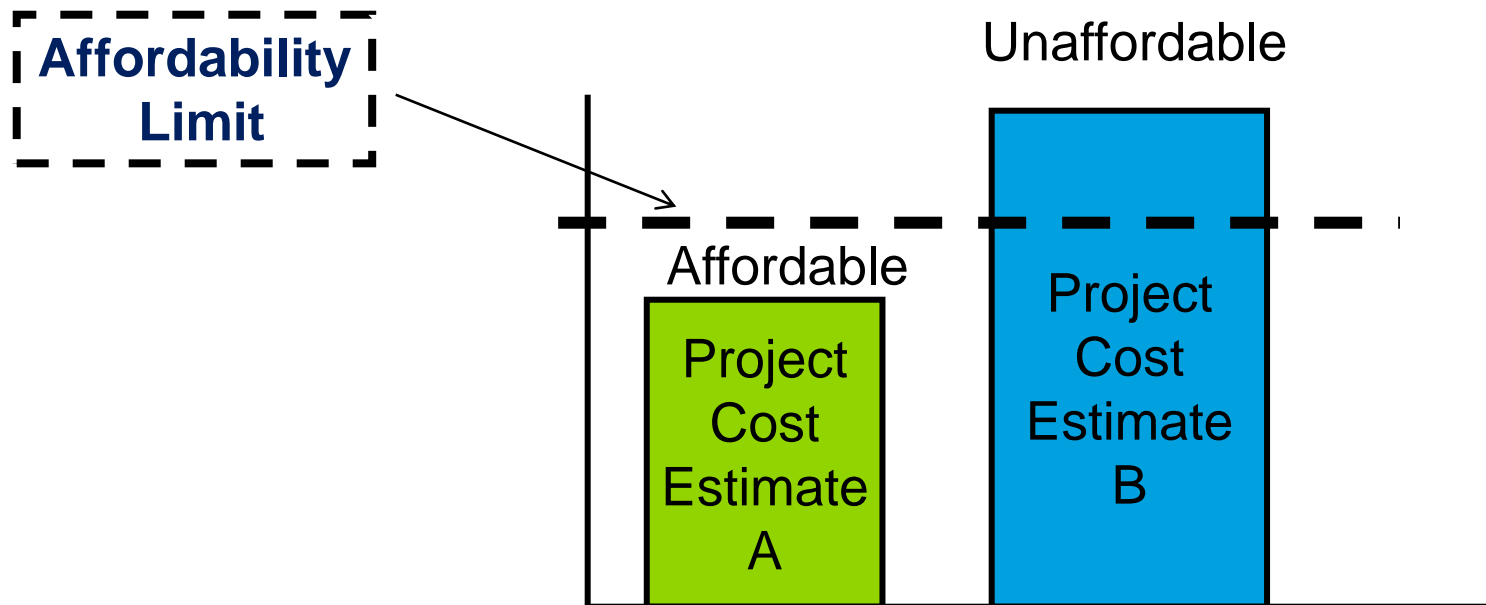 Affordability
Limit
Unaffordable
Affordable
Project
Cost
Estimate
A
Project
Cost
Estimate
B